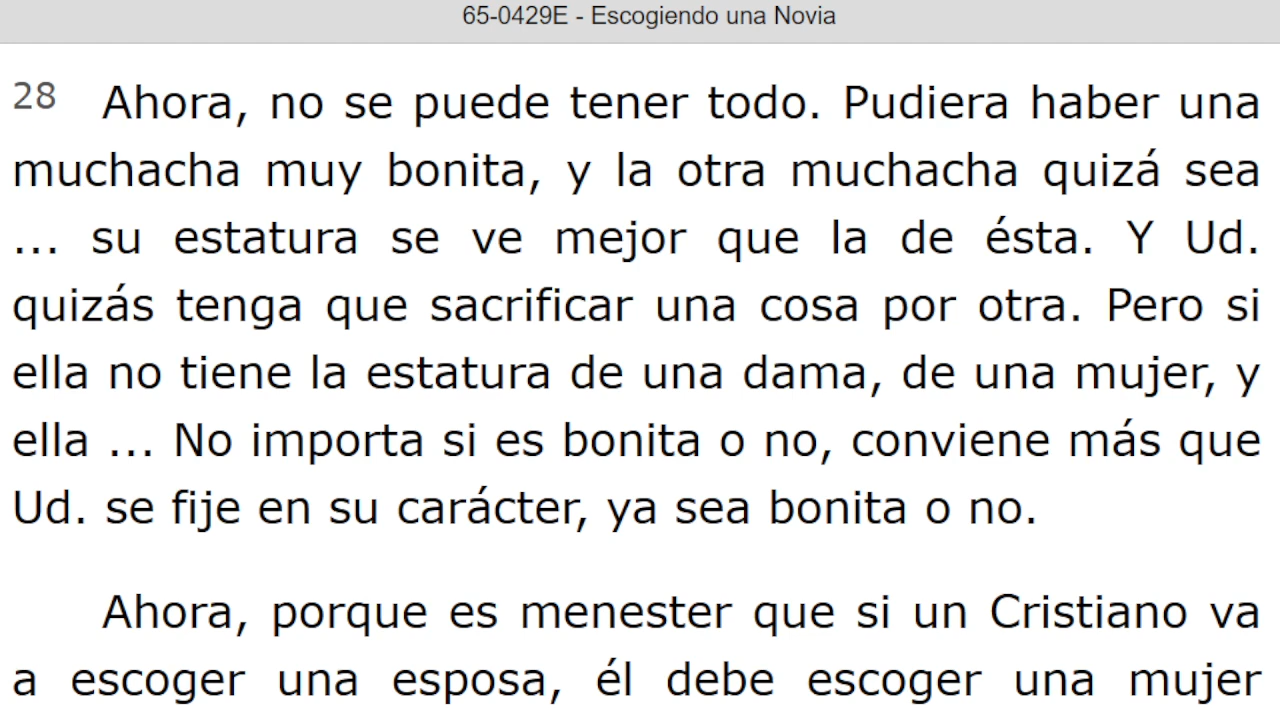 65-0429E - Escogiendo una Novia
28 Ahora, no se puede tener todo. Pudiera haber una
muchacha muy bonita, y la otra muchacha quizá sea
... su estatura se ve mejor que la de ésta. Y Ud.
quizás tenga que sacrificar una cosa por otra. Pero si
ella no tiene la estatura de una dama, de una mujer, y
ella ... No importa si es bonita o no, conviene más que
Ud. se fije en su carácter, ya sea bonita o no.
Ahora, porque es menester que si un Cristiano va
a escoger una esposa, él debe escoger una mujer